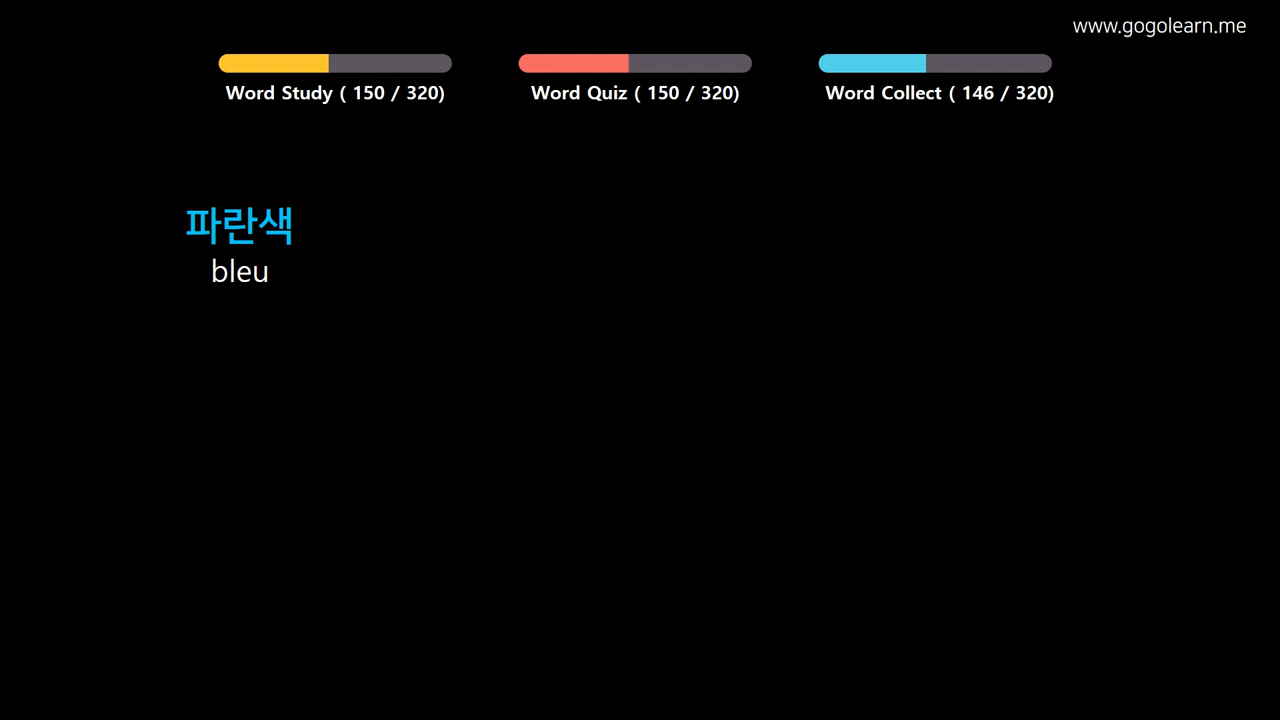 www.gogolearn.me
Word Study ( 150 / 320)
Word Quiz ( 150 / 320)
Word Collect ( 146 / 320)
파란색
bleu